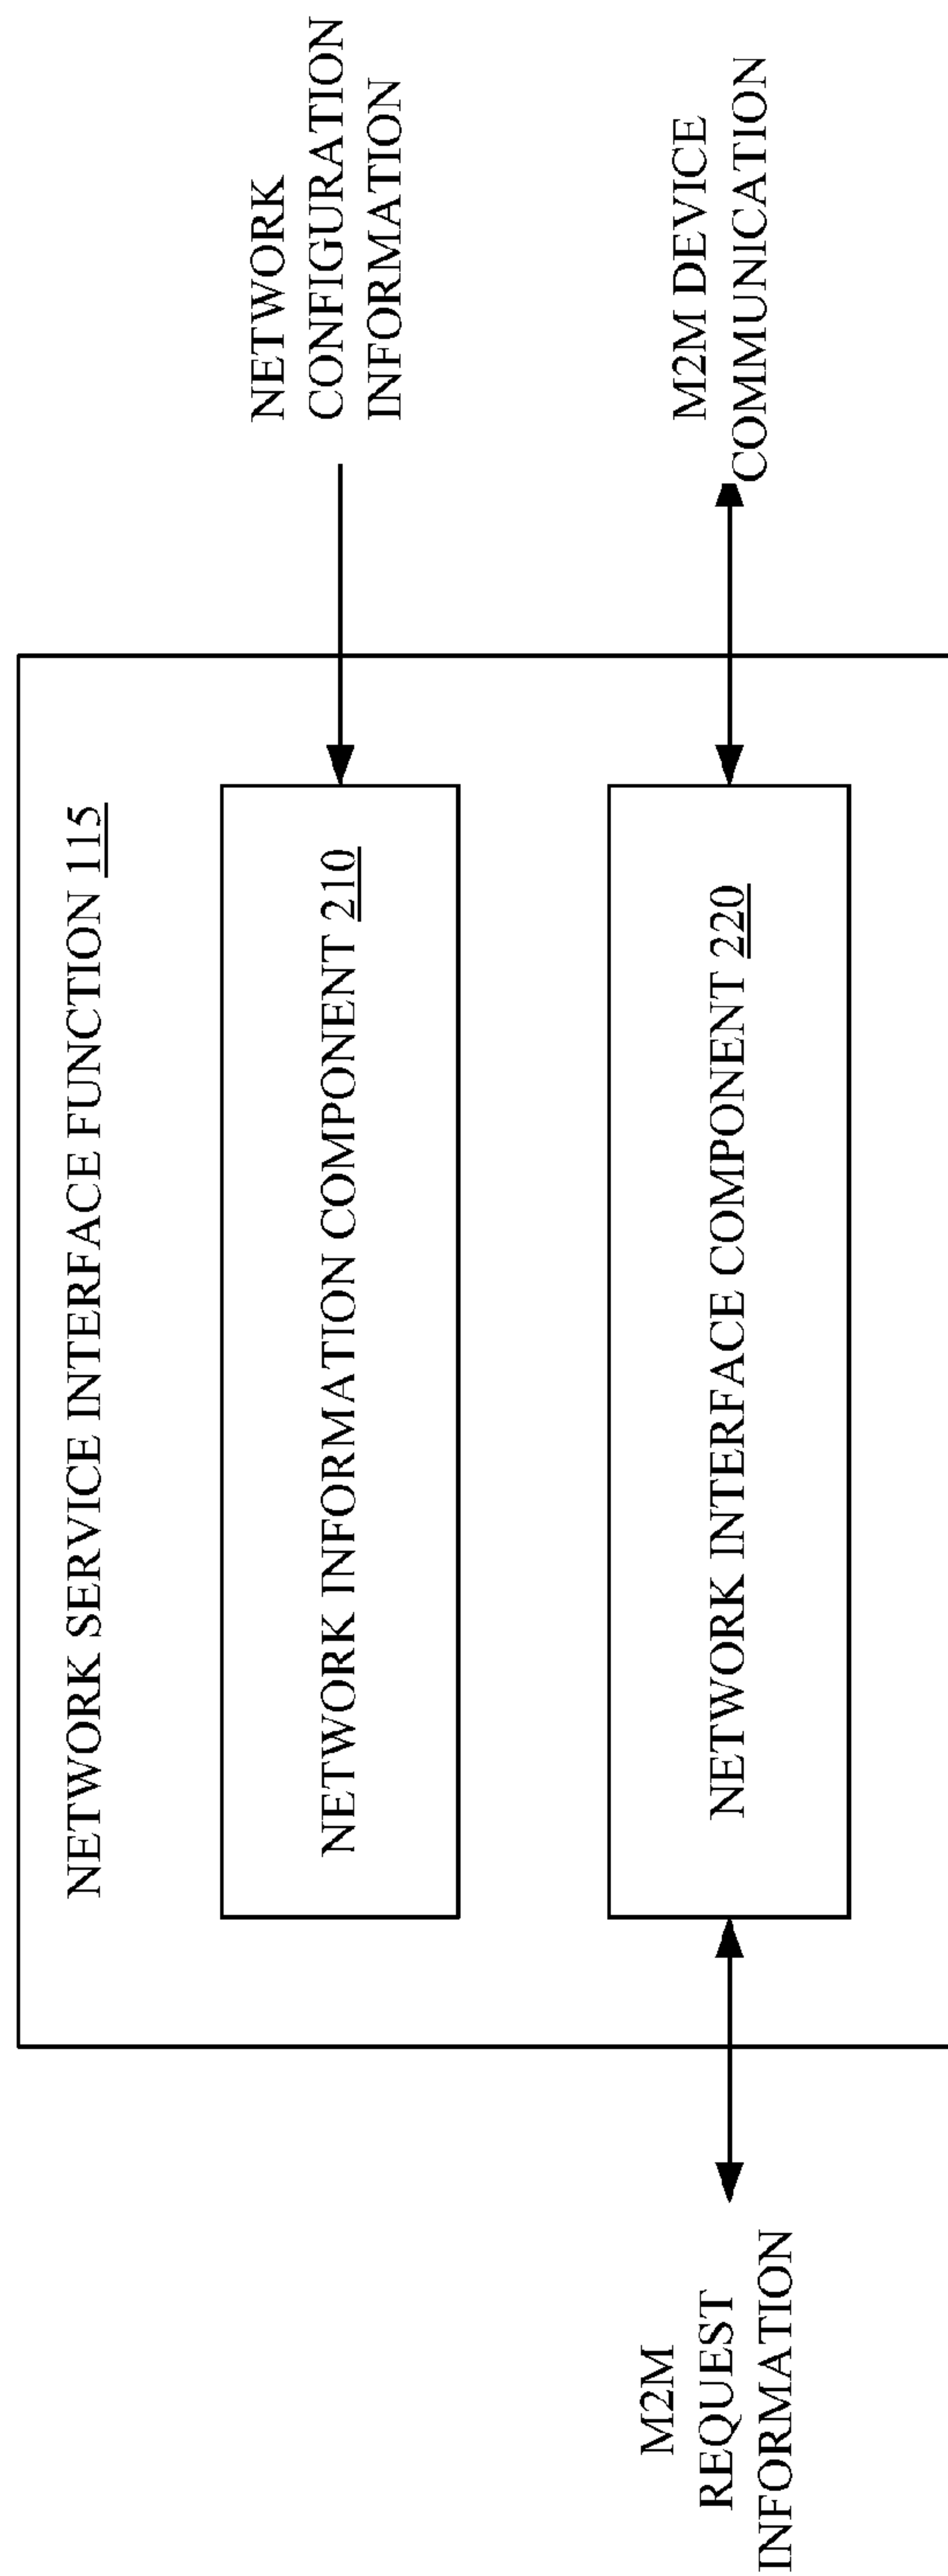 NETWORK SERVICE INTERFACE FUNCTION 115
NETWORK INFORMATION COMPONENT 210
NETWORK
CONFIGURATION
INFORMATION
M2M
REQUEST
INFORMATION
NETWORK INTERFACE COMPONENT 220
M2M DEVICE
COMMUNICATION